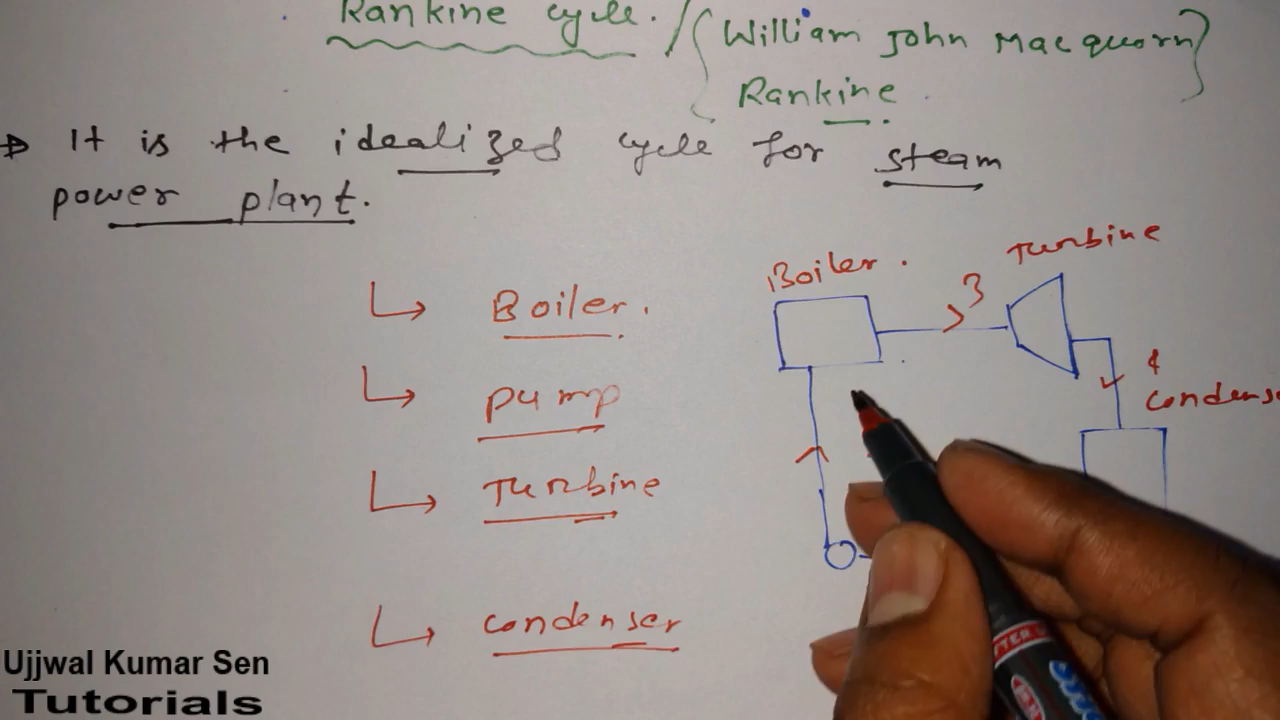 Rankine cycle. / (William John Macquorn
Rankine.)
⇒ It is the idealized cycle for steam
power plant.
Boiler.
Pump
Turbine
condenser
Boiler.
3
Turbine
4
condens
Ujjwal Kumar Sen
Tutorials